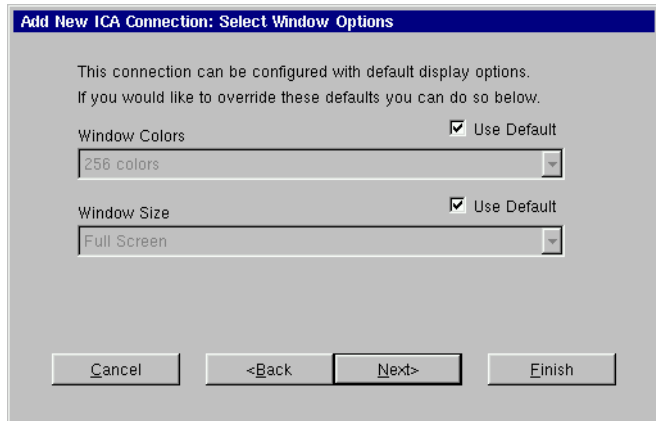 Add New ICA Connection: Select Window Options
This connection can be configured with default display options.
If you would like to override these defaults you can do so below.
Window Colors
Use Default
256 colors
Window Size
Use Default
Full Screen
Cancel
<Back
Next>
Finish